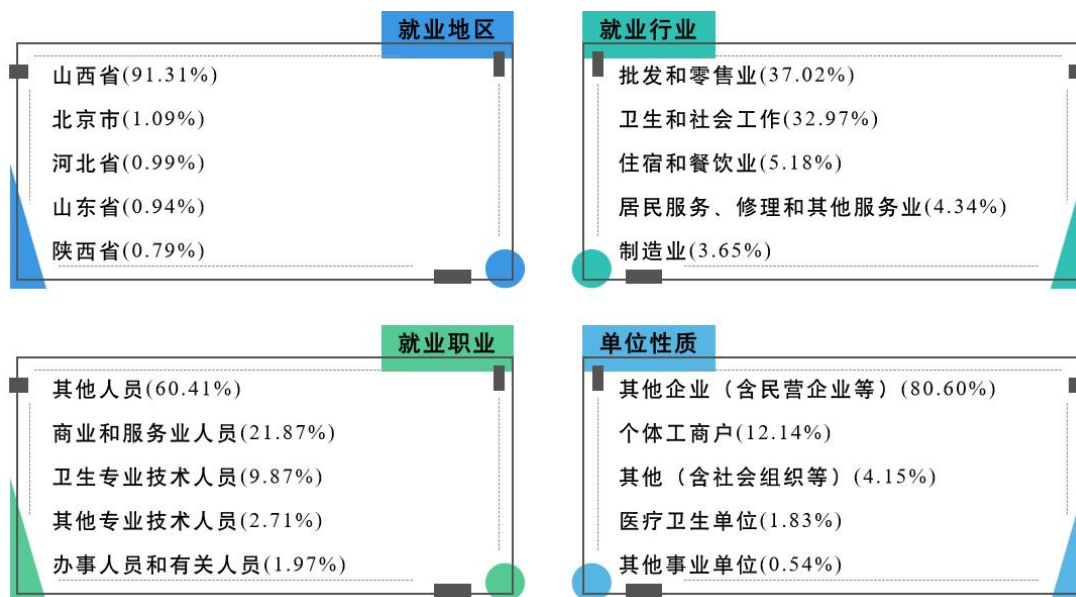 就业地区
山西省(91.31%)
北京市(1.09%)
河北省(0.99%)
山东省(0.94%)
陕西省(0.79%)
就业行业
批发和零售业(37.02%)
卫生和社会工作(32.97%)
住宿和餐饮业(5.18%)
居民服务、修理和其他服务业(4.34%)
制造业(3.65%)
就业职业
其他人员(60.41%)
商业和服务业人员(21.87%)
卫生专业技术人员(9.87%)
其他专业技术人员(2.71%)
办事人员和有关人员(1.97%)
单位性质
其他企业（含民营企业等）(80.60%)
个体工商户(12.14%)
其他（含社会组织等）(4.15%)
医疗卫生单位(1.83%)
其他事业单位(0.54%)